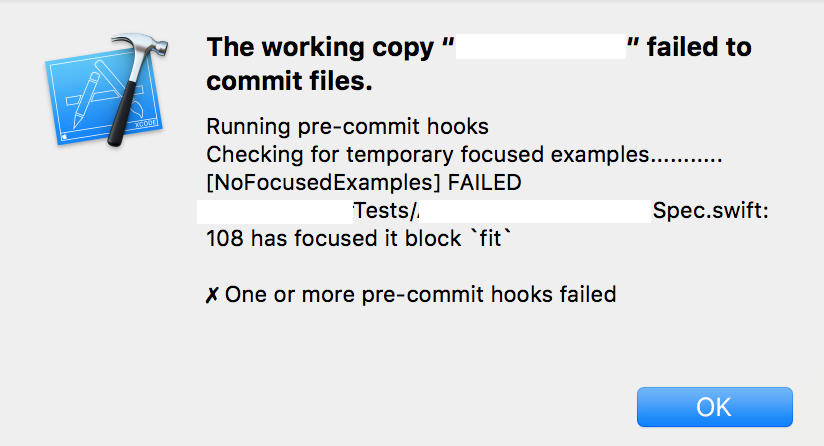 The working copy “ ” failed to
commit files.
Running pre-commit hooks
Checking for temporary focused examples...........
[NoFocusedExamples] FAILED
Tests/ Spec.swift:
108 has focused it block `fit`
✗ One or more pre-commit hooks failed
OK
XCODE